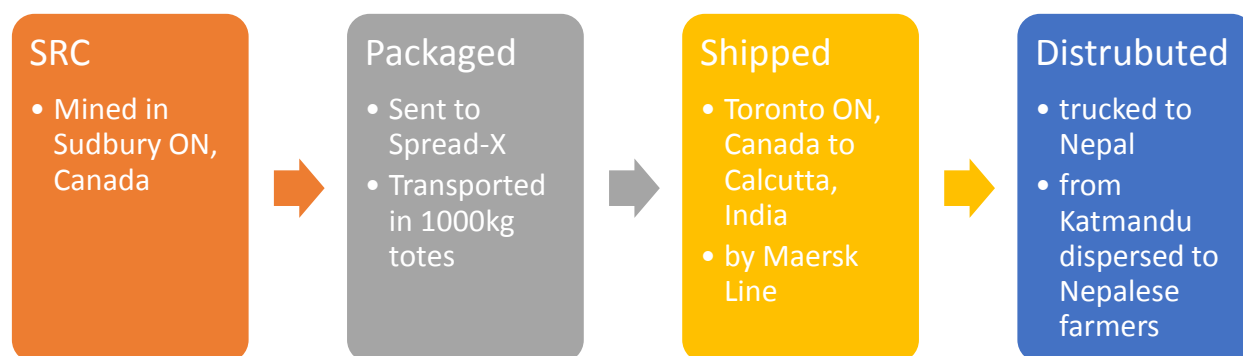 SRC
• Mined in
Sudbury ON,
Canada
Packaged
• Sent to
Spread-X
• Transported
in 1000kg
totes
Shipped
• Toronto ON,
Canada to
Calcutta,
India
• by Maersk
Line
Distrubuted
• trucked to
Nepal
• from
Katmandu
dispersed to
Nepalese
farmers